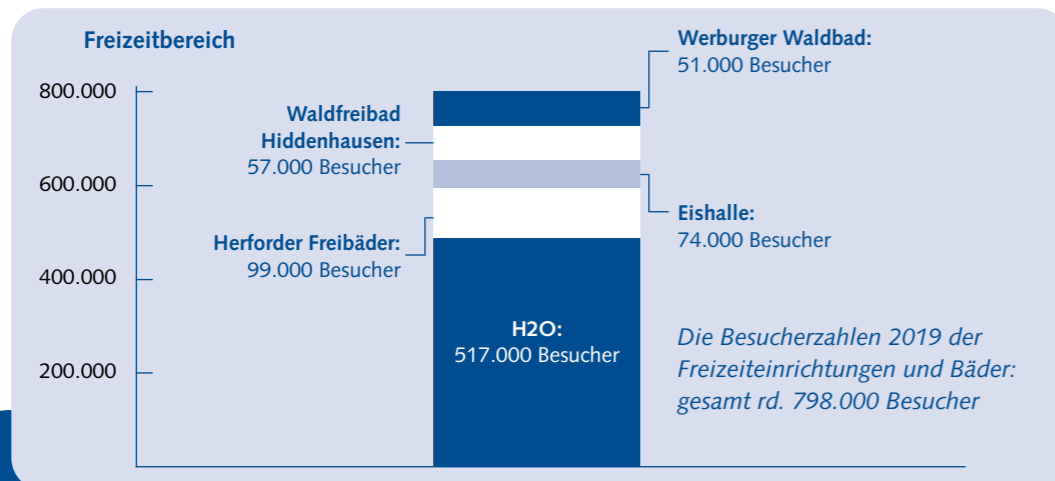 Freizeitbereich
800.000
600.000
400.000
200.000
Waldfreibad
Hiddenhausen:
57.000 Besucher
Herforder Freibäder:
99.000 Besucher
H2O:
517.000 Besucher
Werburger Waldbad:
51.000 Besucher
Eishalle:
74.000 Besucher
Die Besucherzahlen 2019 der
Freizeiteinrichtungen und Bäder:
gesamt rd. 798.000 Besucher